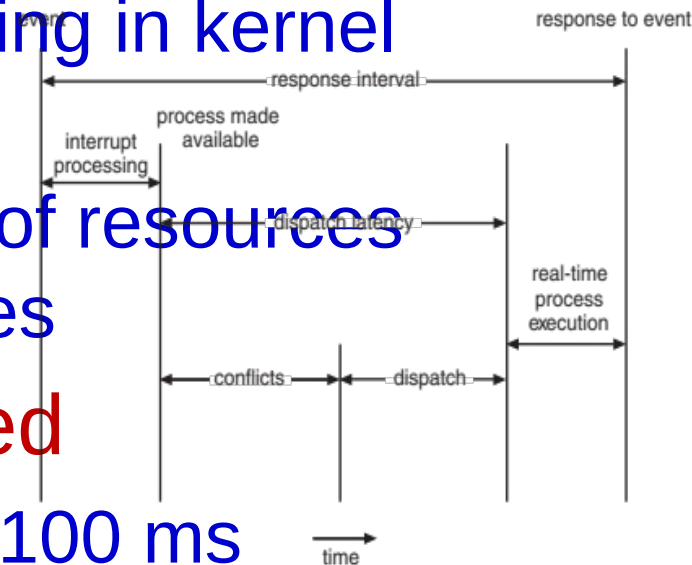 event
ing in kernel
response to event
response interval
process made
available
interrupt
processing
of resources
dispatch latency
es
real-time
process
execution
conflicts
dispatch
ed
100 ms
time